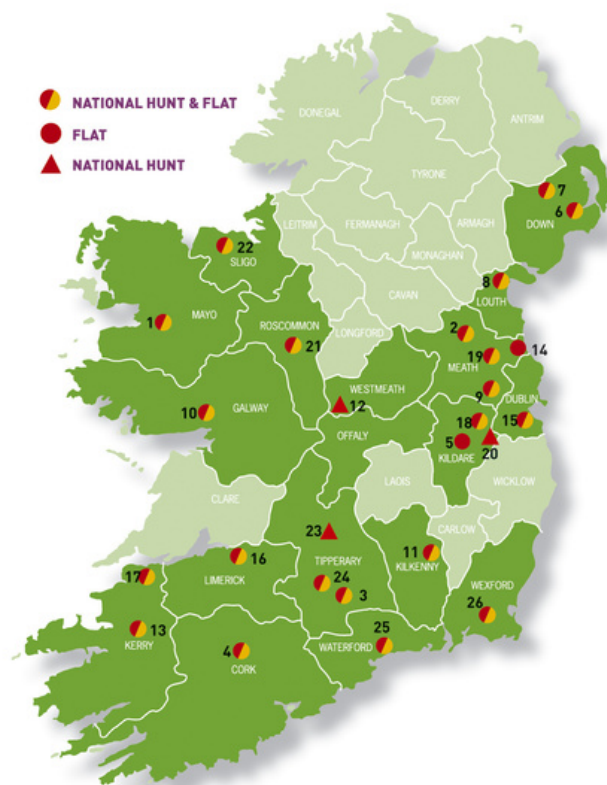 NATIONAL HUNT & FLAT
FLAT
NATIONAL HUNT
DONEGAL
DERRY
ANTRIM
TYRONE
7
6
DOWN
FERMANAGH
ARMAGH
LEITRIM
MONAGHAN
22
SLIGO
CAVAN
8
LOUTH
MAYO
1
ROSCOMMON
21
LONGFORD
2
19
MEATH
14
WESTMEATH
12
9
DUBLIN
10
GALWAY
18
15
OFFALY
5
KILDARE
20
CLARE
LAOIS
WICKLOW
23
CARLOW
16
LIMERICK
TIPPERARY
11
KILKENNY
24
3
17
WEXFORD
26
13
KERRY
25
WATERFORD
4
CORK